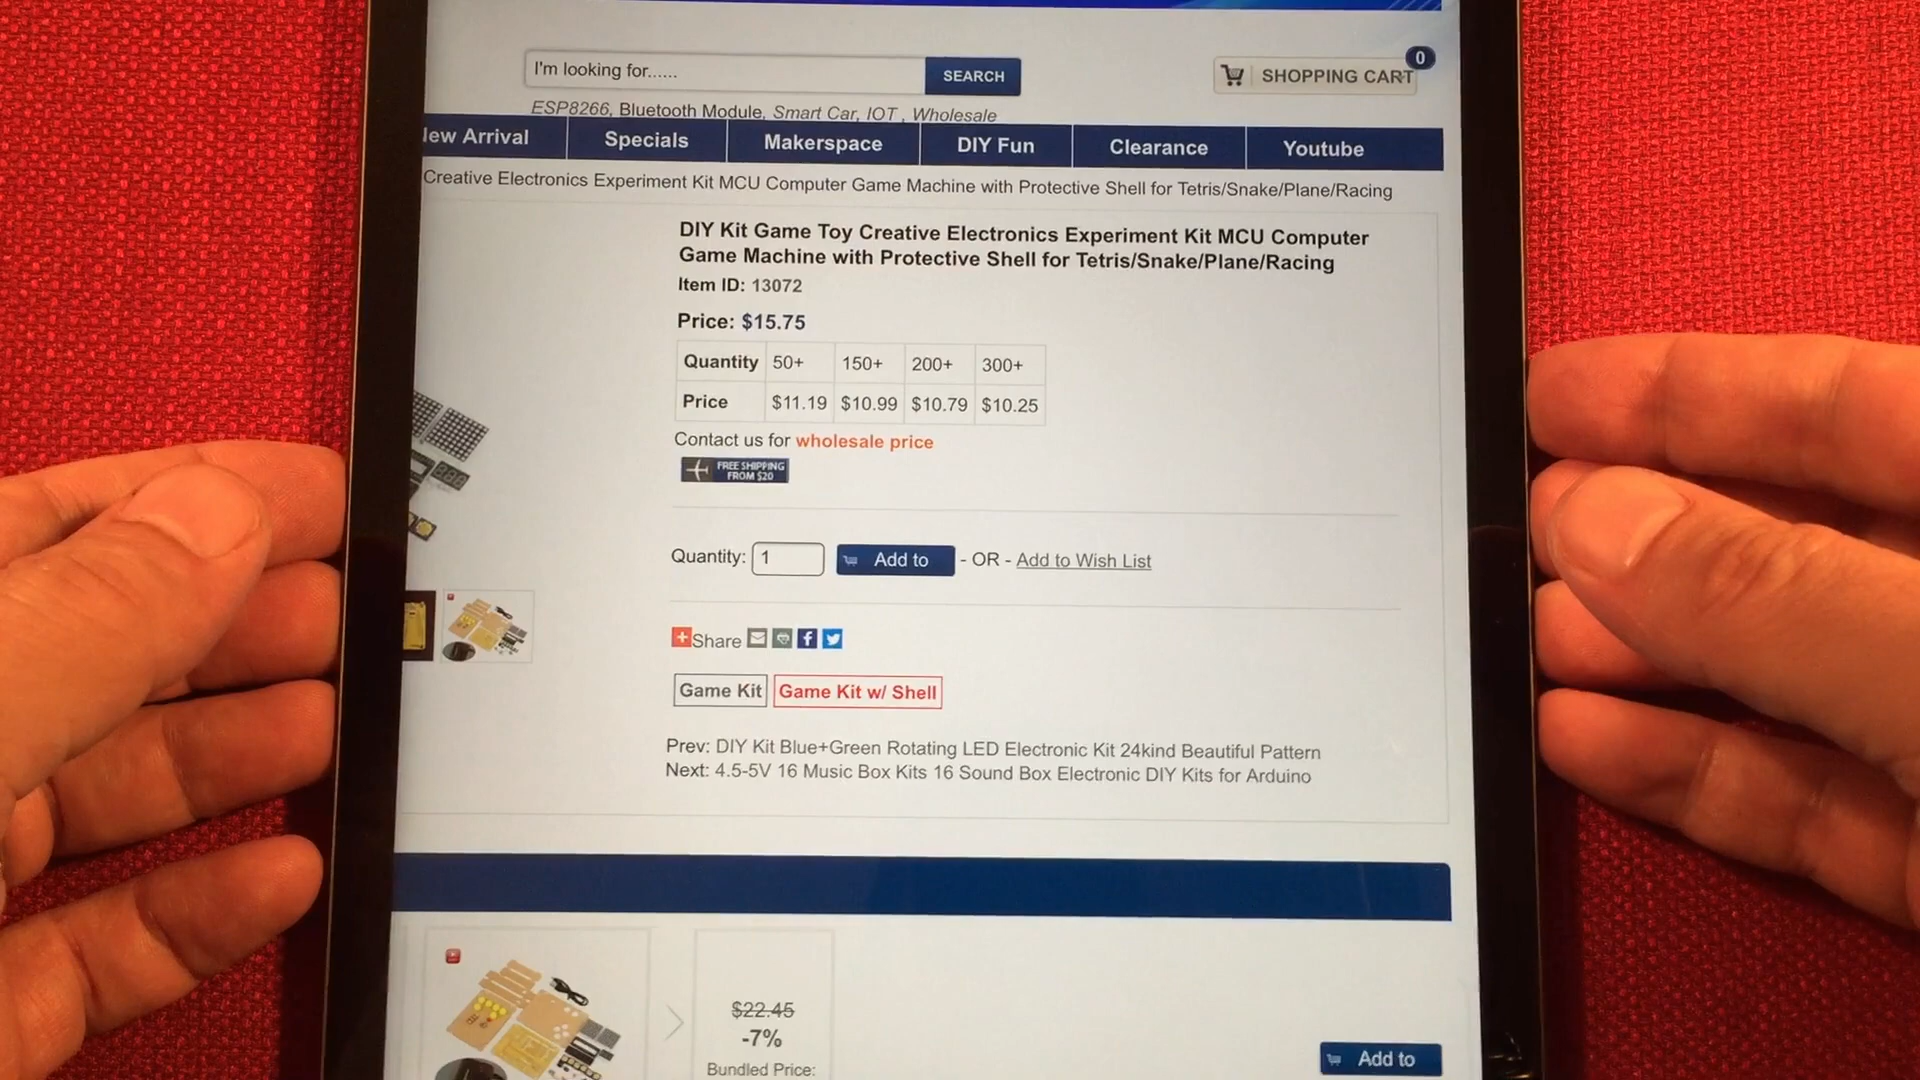 I'm looking for......
SEARCH
SHOPPING CART
0
ESP8266, Bluetooth Module, Smart Car, IOT , Wholesale
ew Arrival
Specials
Makerspace
DIY Fun
Clearance
Youtube
Creative Electronics Experiment Kit MCU Computer Game Machine with Protective Shell for Tetris/Snake/Plane/Racing
DIY Kit Game Toy Creative Electronics Experiment Kit MCU Computer
Game Machine with Protective Shell for Tetris/Snake/Plane/Racing
Item ID: 13072
Price: $15.75
Quantity 50+ 150+ 200+ 300+
Price $11.19 $10.99 $10.79 $10.25
Contact us for wholesale price
FREE SHIPPING
FROM $20
Quantity: 1 Add to - OR - Add to Wish List
Share
Game Kit Game Kit w/ Shell
Prev: DIY Kit Blue+Green Rotating LED Electronic Kit 24kind Beautiful Pattern
Next: 4.5-5V 16 Music Box Kits 16 Sound Box Electronic DIY Kits for Arduino
$22.45
-7%
Bundled Price:
Add to